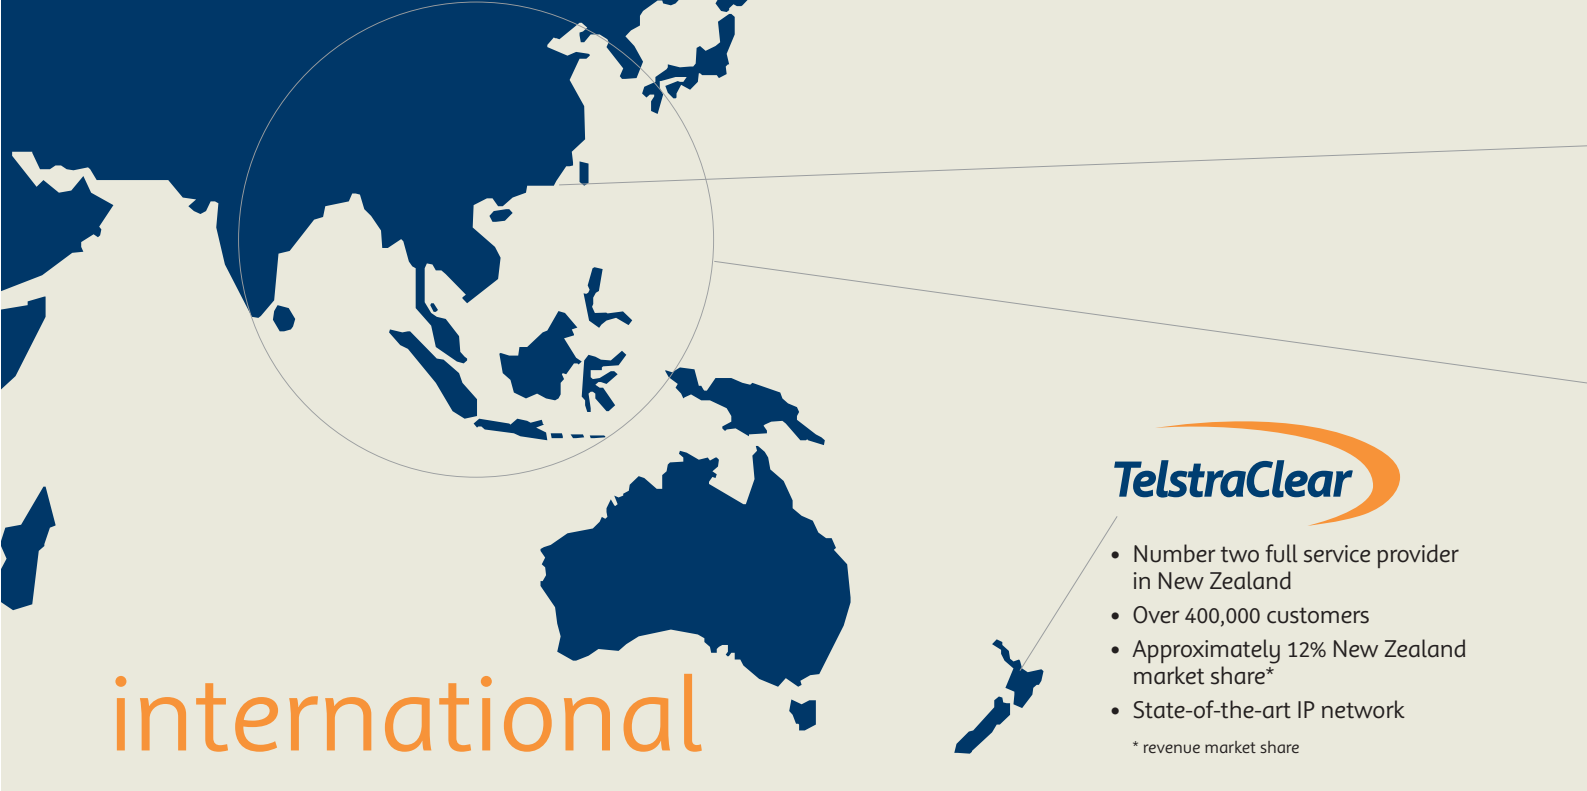 TelstraClear
• Number two full service provider
in New Zealand
• Over 400,000 customers
• Approximately 12% New Zealand
market share*
• State-of-the-art IP network
* revenue market share
international